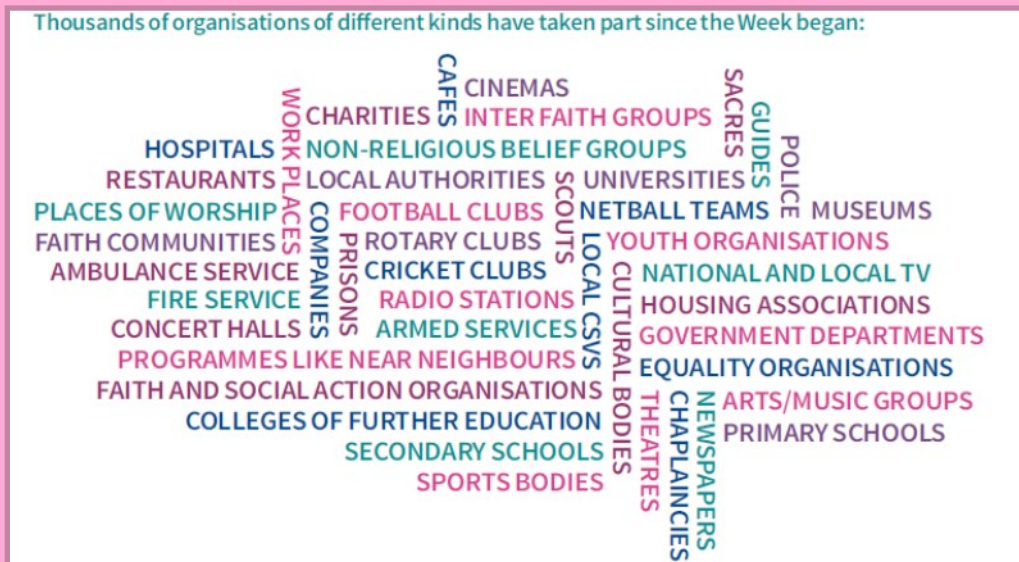 Thousands of organisations of different kinds have taken part since the Week began:
CAFES
CINEMAS
SACRES
WORK PLACES
CHARITIES
INTER FAITH GROUPS
GUIDES
HOSPITALS
NON-RELIGIOUS BELIEF GROUPS
POLICE
RESTAURANTS
LOCAL AUTHORITIES
SCOUTS
UNIVERSITIES
PLACES OF WORSHIP
COMPANIES
FOOTBALL CLUBS
NETBALL TEAMS
MUSEUMS
FAITH COMMUNITIES
PRISONS
ROTARY CLUBS
LOCAL CSVS
YOUTH ORGANISATIONS
AMBULANCE SERVICE
CRICKET CLUBS
CULTURAL BODIES
NATIONAL AND LOCAL TV
FIRE SERVICE
RADIO STATIONS
HOUSING ASSOCIATIONS
CONCERT HALLS
ARMED SERVICES
GOVERNMENT DEPARTMENTS
PROGRAMMES LIKE NEAR NEIGHBOURS
EQUALITY ORGANISATIONS
FAITH AND SOCIAL ACTION ORGANISATIONS
THEATRES
CHAPLAINCIES
NEWSPAPERS
ARTS/MUSIC GROUPS
COLLEGES OF FURTHER EDUCATION
PRIMARY SCHOOLS
SECONDARY SCHOOLS
SPORTS BODIES